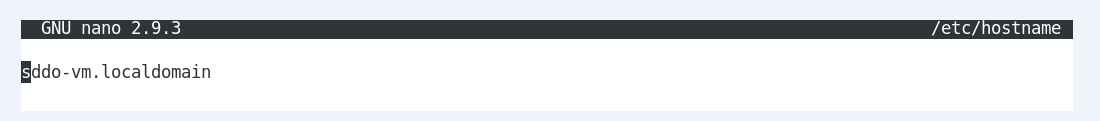 GNU nano 2.9.3 /etc/hostname
sddo-vm.localdomain